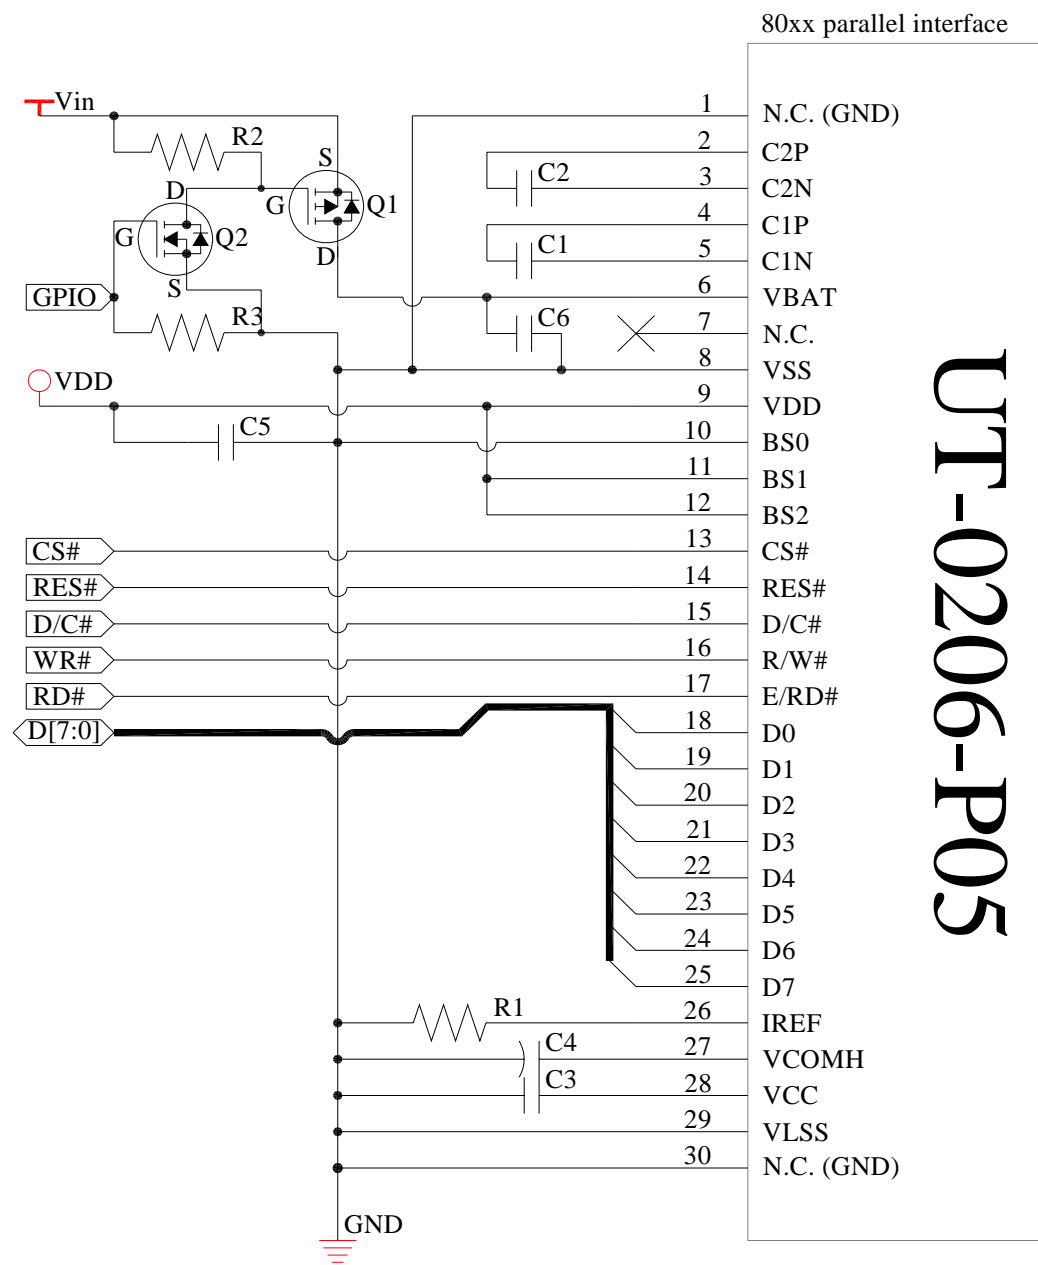 80xx parallel interface
Vin
R2
S
D
G
Q1
G
Q2
D
S
GPIO
R3
VDD
C5
C2
C1
C6
1 N.C. (GND)
2 C2P
3 C2N
4 C1P
5 C1N
6 VBAT
7 N.C.
8 VSS
9 VDD
10 BS0
11 BS1
12 BS2
CS# 13 CS#
RES# 14 RES#
D/C# 15 D/C#
WR# 16 R/W#
RD# 17 E/RD#
D[7:0] 18 D0
19 D1
20 D2
21 D3
22 D4
23 D5
24 D6
25 D7
R1 26 IREF
C4 27 VCOMH
C3 28 VCC
29 VLSS
30 N.C. (GND)
GND
UT-0206-P05